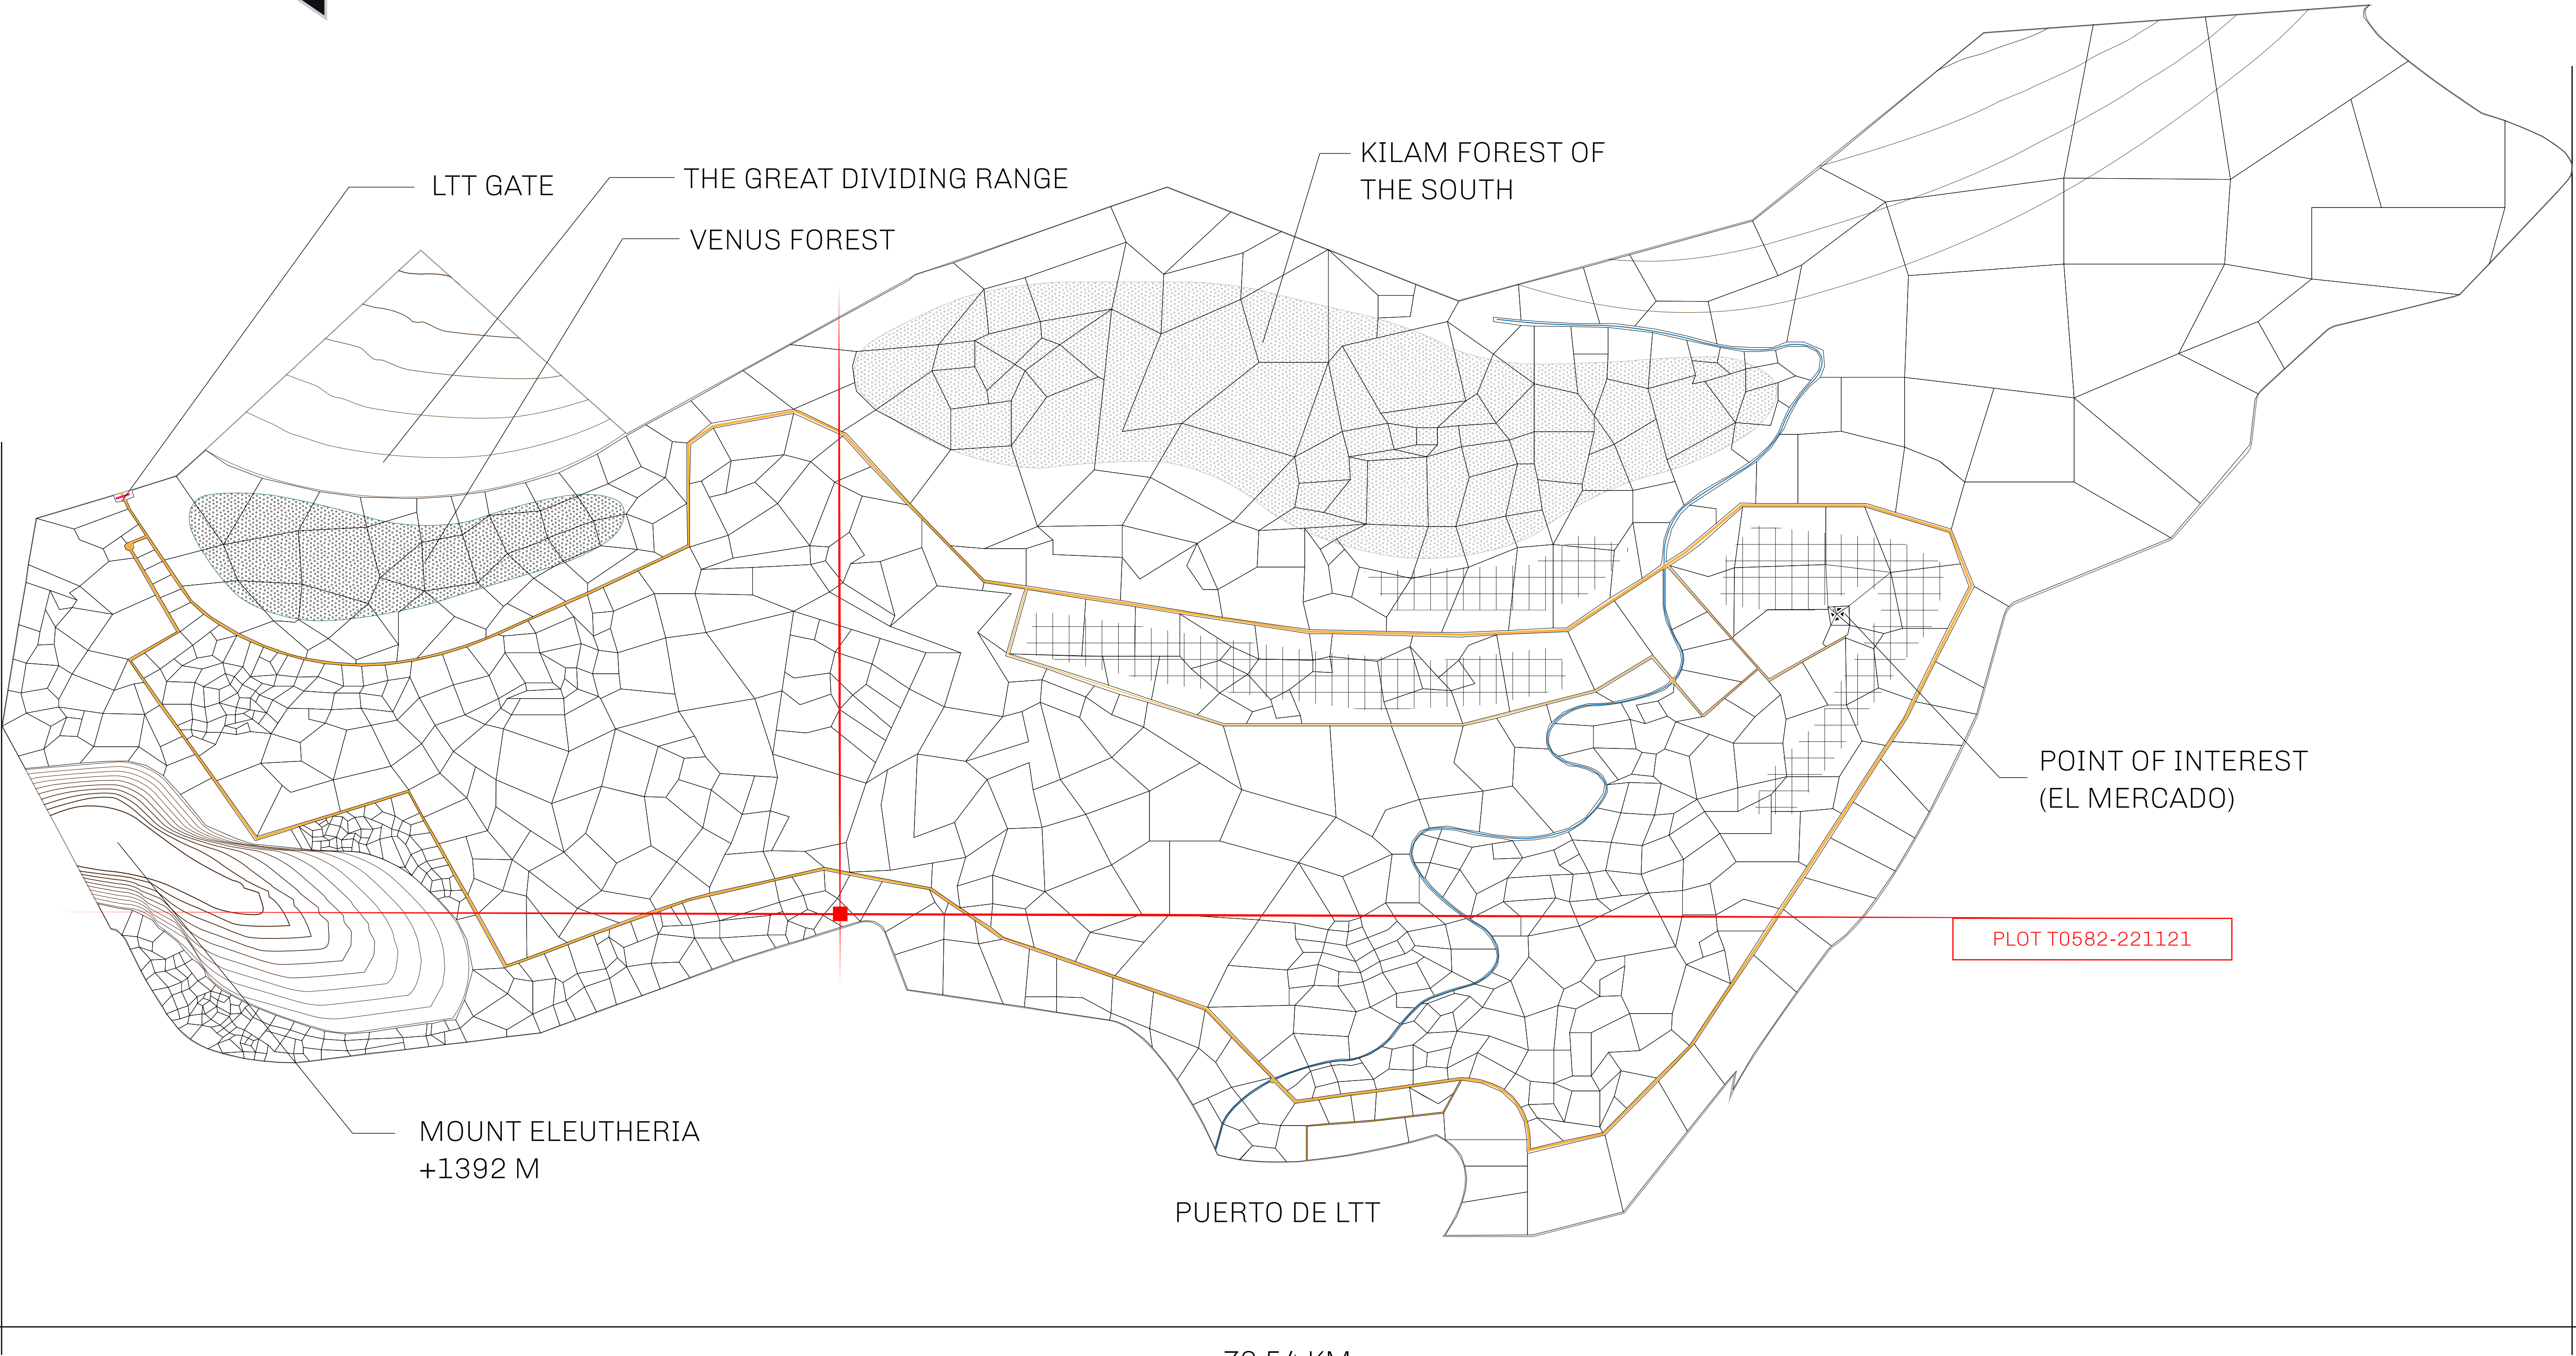 KILAM FOREST OF
THE SOUTH
LTT GATE
THE GREAT DIVIDING RANGE
VENUS FOREST
POINT OF INTEREST
(EL MERCADO)
PLOT T0582-221121
MOUNT ELEUTHERIA
+1392 M
PUERTO DE LTT
KM